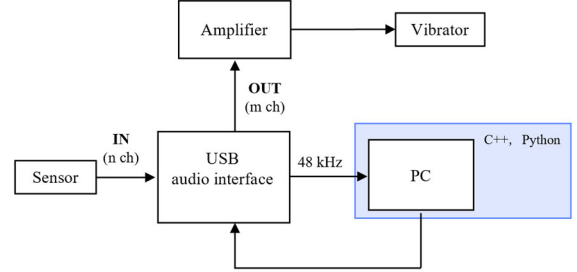 Amplifier
Vibrator
OUT
(m ch)
IN
(n ch)
C++, Python
USB
audio interface
48 kHz
Sensor
PC